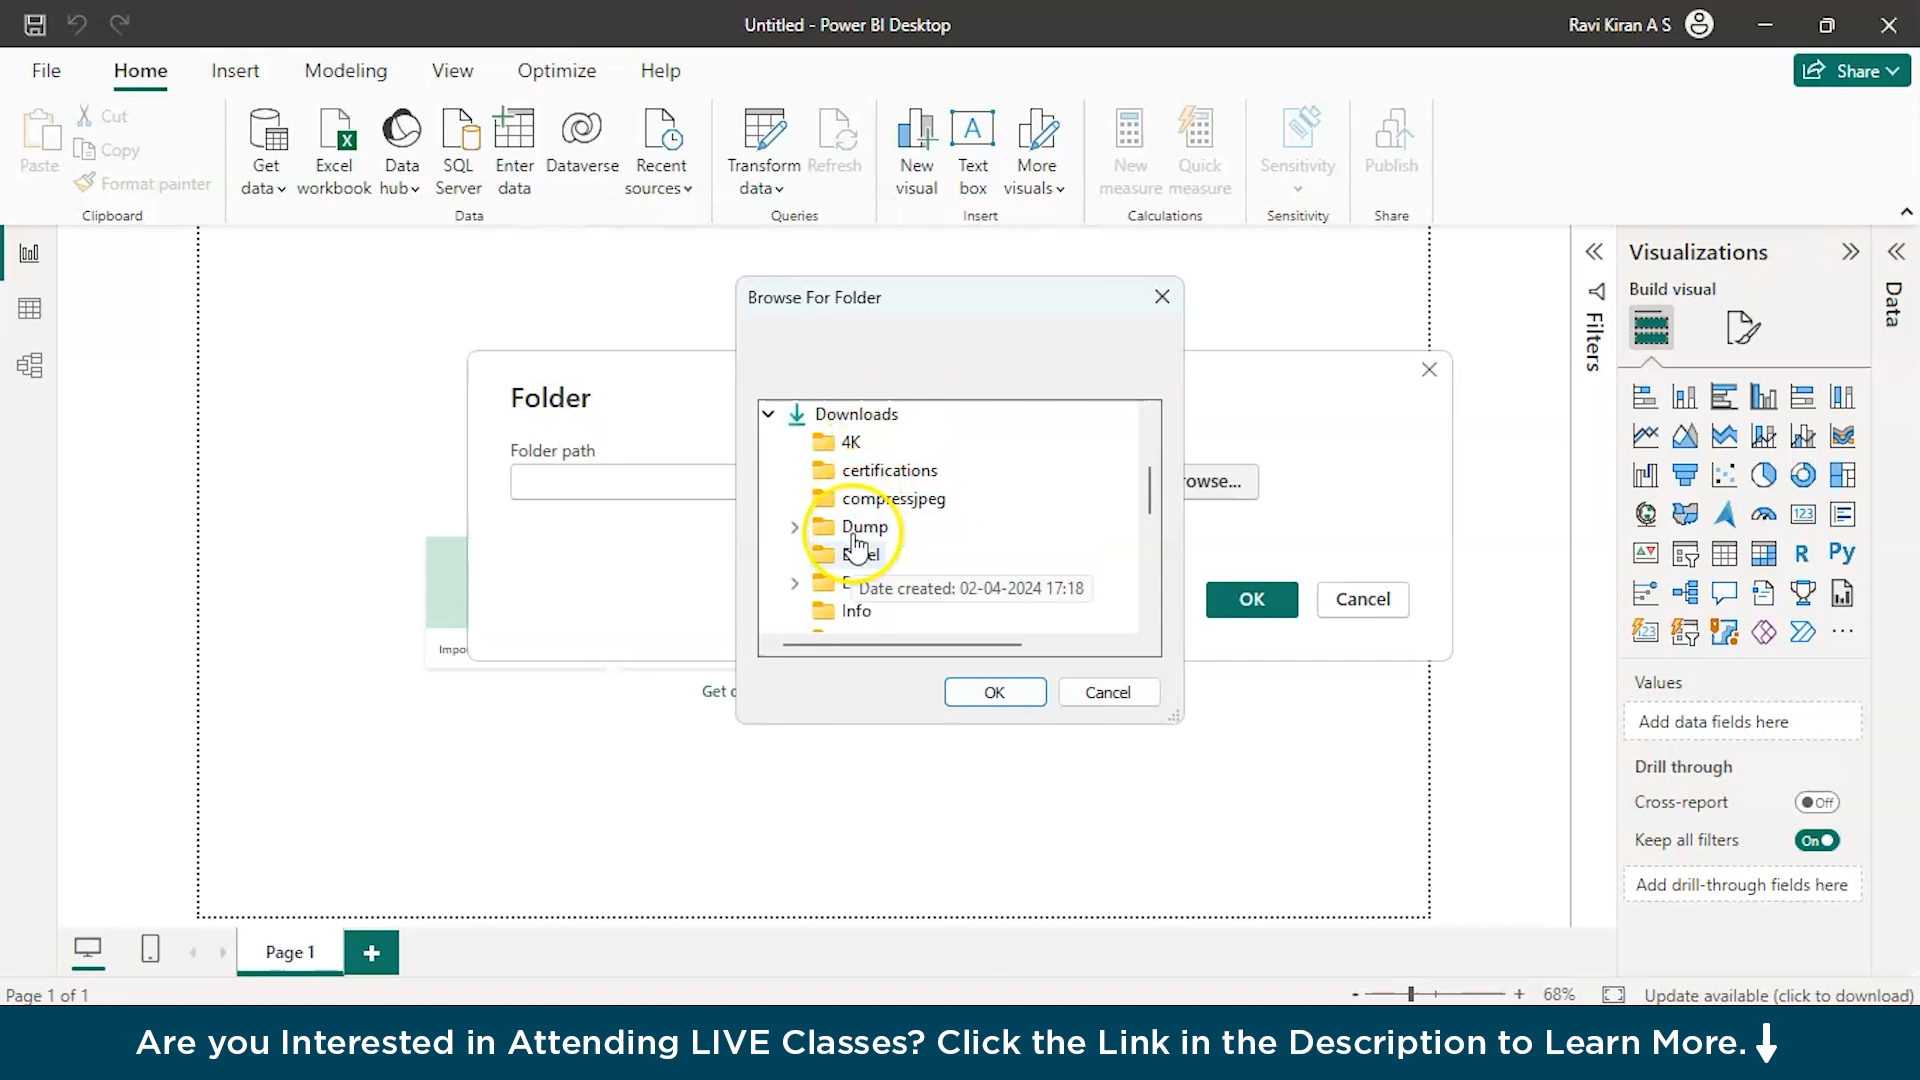 Untitled - Power BI Desktop
Ravi Kiran A S
File
Home
Insert
Modeling
View
Optimize
Help
Share
Paste
Cut
Copy
Format painter
Clipboard
Get data
Excel workbook
Data hub
SQL Server
Enter data
Dataverse
Recent sources
Data
Transform data
Refresh
Queries
New visual
Text box
More visuals
Insert
New measure
Quick measure
Calculations
Sensitivity
Sensitivity
Publish
Share
Browse For Folder
Folder
Folder path
Downloads
4K
certifications
compressjpeg
Dump
Date created: 02-04-2024 17:18
Info
OK
Cancel
OK
Cancel
Get
Filters
Visualizations
Build visual
Data
R
Py
123
123
Values
Add data fields here
Drill through
Cross-report
Off
Keep all filters
On
Add drill-through fields here
Page 1
Page 1 of 1
68%
Update available (click to download)
Are you Interested in Attending LIVE Classes? Click the Link in the Description to Learn More.